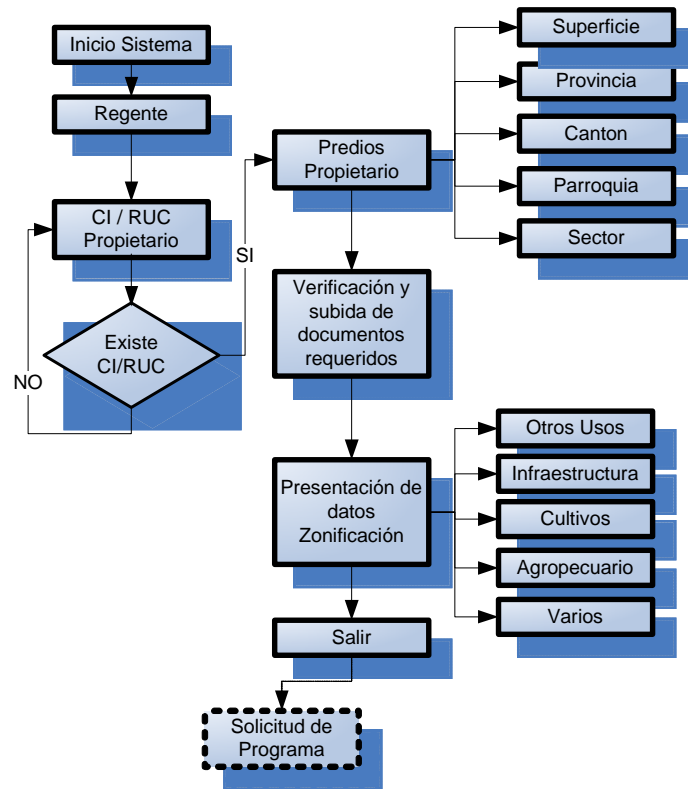 Inicio Sistema
Regente
CI / RUC
Propietario
Existe
CI/RUC
NO
SI
Predios
Propietario
Superficie
Provincia
Canton
Parroquia
Sector
Verificación y
subida de
documentos
requeridos
Presentación de
datos
Zonificación
Otros Usos
Infraestructura
Cultivos
Agropecuario
Varios
Salir
Solicitud de
Programa